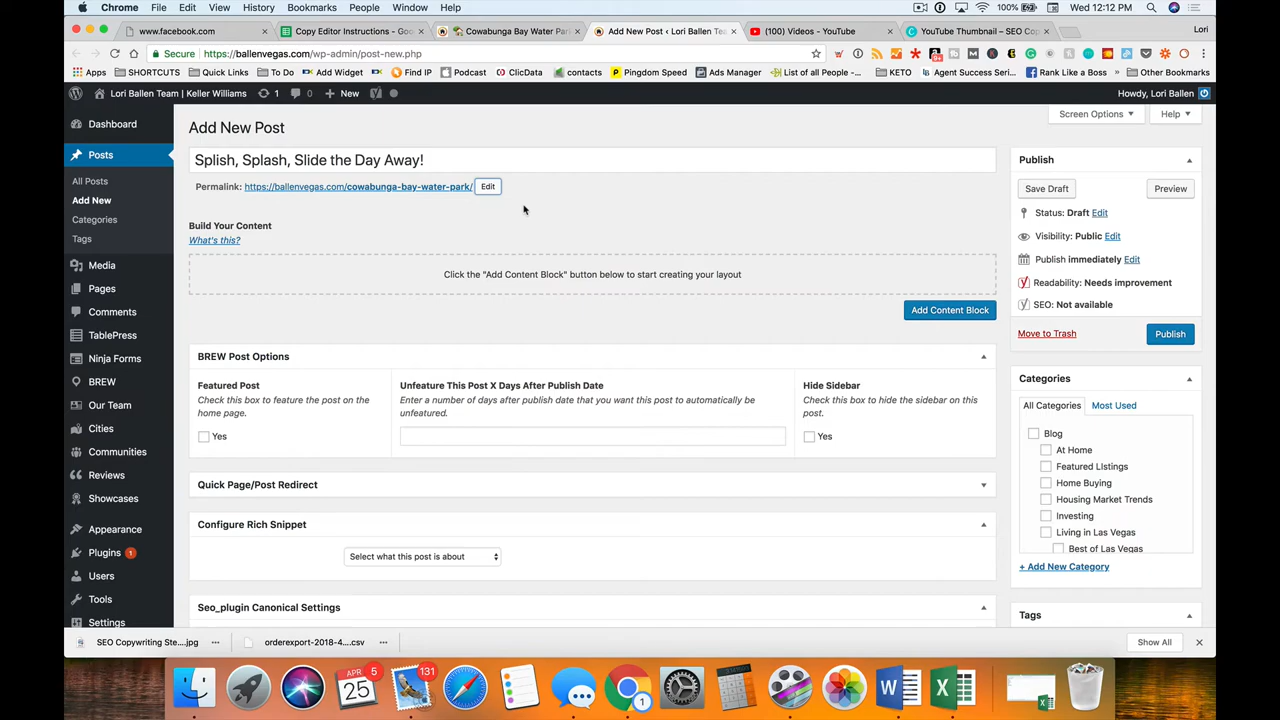 Chrome File Edit View History Bookmarks People Window Help 100% Wed 12:12 PM
www.facebook.com Copy Editor Instructions - Goo Cowabunga Bay Water Park Add New Post ‹ Lori Ballen Tea (100) Videos - YouTube YouTube Thumbnail – SEO Cop Lori
Secure https://ballenvegas.com/wp-admin/post-new.php
Apps SHORTCUTS Quick Links To Do Add Widget Find IP Podcast ClicData contacts Pingdom Speed Ads Manager List of all People -... KETO Agent Success Seri... Rank Like a Boss » Other Bookmarks
Lori Ballen Team | Keller Williams 1 0 New Howdy, Lori Ballen
Screen Options Help
Dashboard
Posts
All Posts
Add New
Categories
Tags
Media
Pages
Comments
TablePress
Ninja Forms
BREW
Our Team
Cities
Communities
Reviews
Showcases
Appearance
Plugins 1
Users
Tools
Settings
Add New Post
Splish, Splash, Slide the Day Away!
Permalink: https://ballenvegas.com/cowabunga-bay-water-park/ Edit
Build Your Content
What's this?
Click the "Add Content Block" button below to start creating your layout
Add Content Block
BREW Post Options
Featured Post
Check this box to feature the post on the
home page.
Yes
Unfeature This Post X Days After Publish Date
Enter a number of days after publish date that you want this post to automatically be
unfeatured.
Hide Sidebar
Check this box to hide the sidebar on this
post.
Yes
Quick Page/Post Redirect
Configure Rich Snippet
Select what this post is about
Seo_plugin Canonical Settings
Publish
Save Draft Preview
Status: Draft Edit
Visibility: Public Edit
Publish immediately Edit
Readability: Needs improvement
SEO: Not available
Move to Trash Publish
Categories
All Categories Most Used
Blog
At Home
Featured LIstings
Home Buying
Housing Market Trends
Investing
Living in Las Vegas
Best of Las Vegas
+ Add New Category
Tags
SEO Copywriting Ste....jpg orderexport-2018-4....csv Show All
APR 25 5 131 1